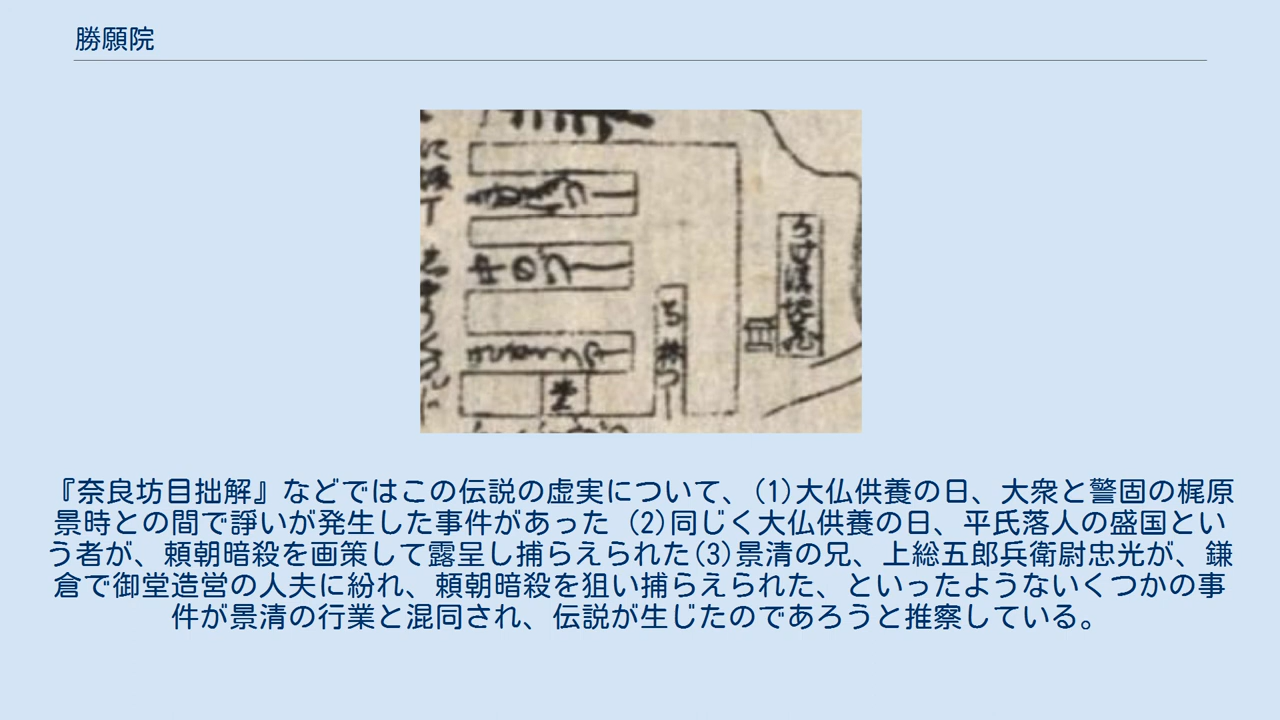 勝願院
『奈良坊目拙解』などではこの伝説の虚実について、(1)大仏供養の日、大衆と警固の梶原
景時との間で諍いが発生した事件があった (2)同じく大仏供養の日、平氏落人の盛国とい
う者が、頼朝暗殺を画策して露呈し捕らえられた(3)景清の兄、上総五郎兵衛尉忠光が、鎌
倉で御堂造営の人夫に紛れ、頼朝暗殺を狙い捕らえられた、といったようないくつかの事
件が景清の行業と混同され、伝説が生じたのであろうと推察している。